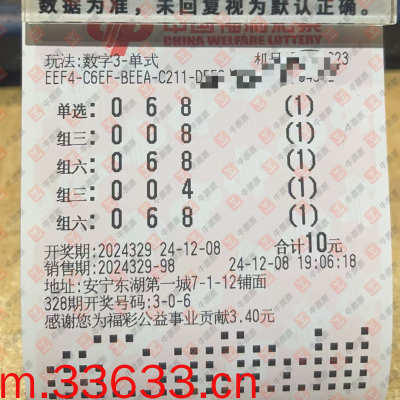 数据为准，未回复视为默认正确。
中国福利彩票
CHINA WELFARE LOTTERY
玩法:数字3-单式
EEF4-C6EF-BEEA-C211-
单选:0 6 8 (1)
组三:0 0 8 (1)
组六:0 6 8 (1)
组三:0 0 4 (1)
组六:0 6 8 (1)
开奖期:2024329 24-12-08 合计10元
销售期:2024329-98 24-12-08 19:06:18
地址:安宁东湖第一城7-1-12铺面
328期开奖号码:3-0-6
感谢您为福彩公益事业贡献3.40元
m.33633.cn